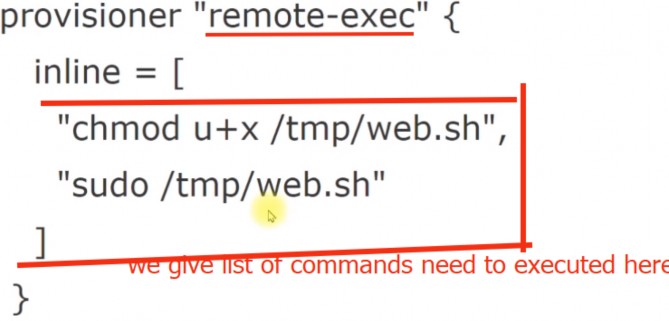 provisioner "remote-exec" {
inline = [
"chmod u+x /tmp/web.sh",
"sudo /tmp/web.sh"
]
we give list of commands need to executed here
}